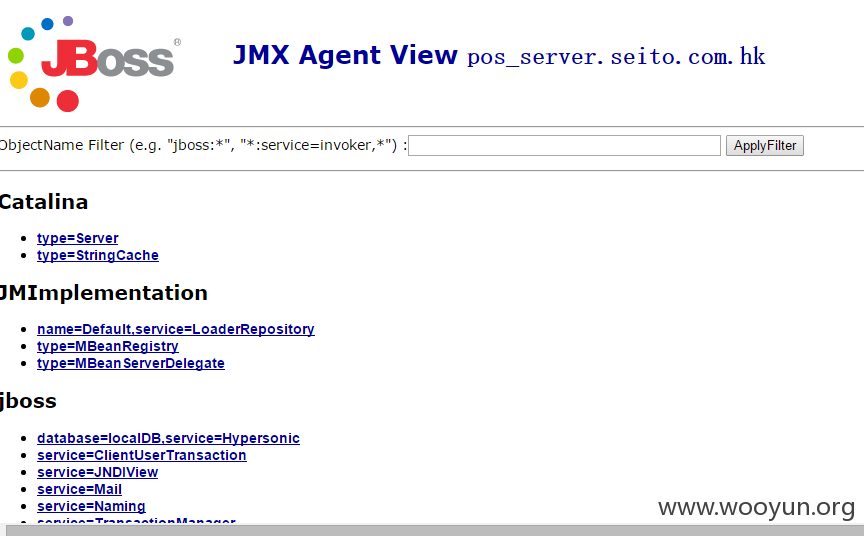 JBoss®
JMX Agent View pos_server.seito.com.hk
ObjectName Filter (e.g. "jboss:*", "*:service=invoker,*") : ApplyFilter
Catalina
type=Server
type=StringCache
JMImplementation
name=Default,service=LoaderRepository
type=MBeanRegistry
type=MBeanServerDelegate
jboss
database=localDB,service=Hypersonic
service=ClientUserTransaction
service=JNDIView
service=Mail
service=Naming
service=TransactionManager
www.wooyun.org